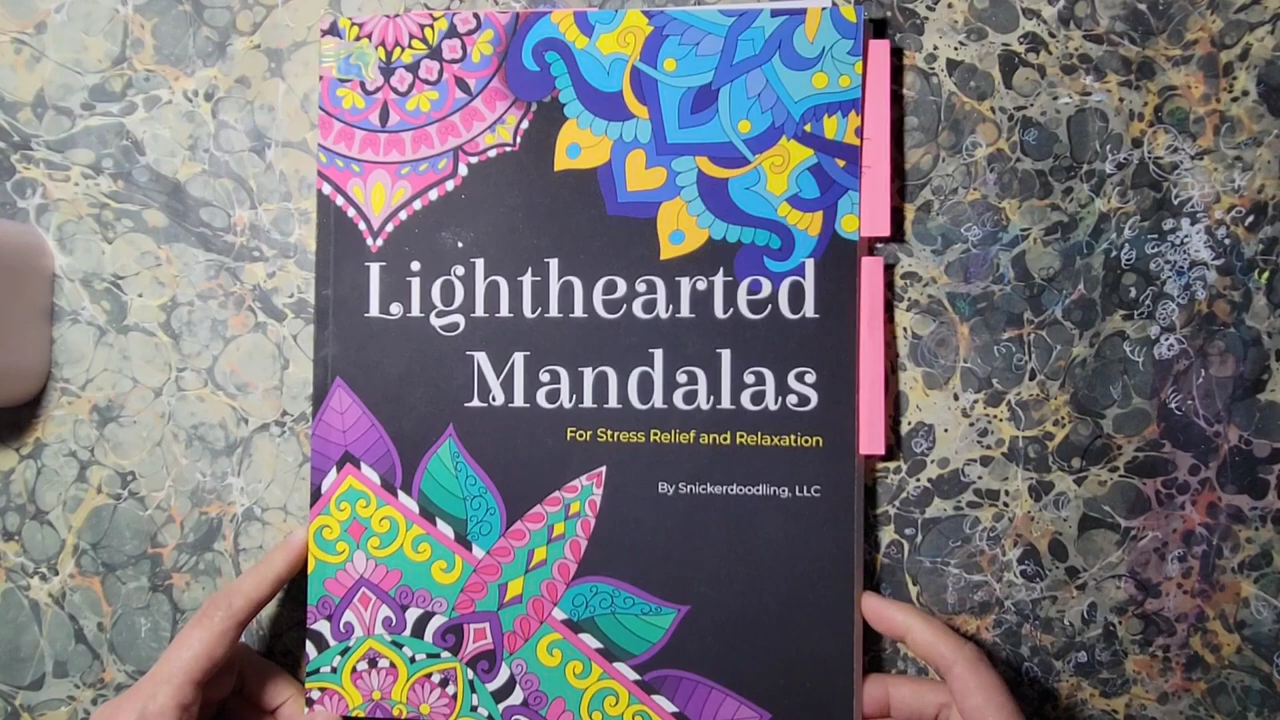 Lighthearted
Mandalas
For Stress Relief and Relaxation
By Snickerdoodling, LLC